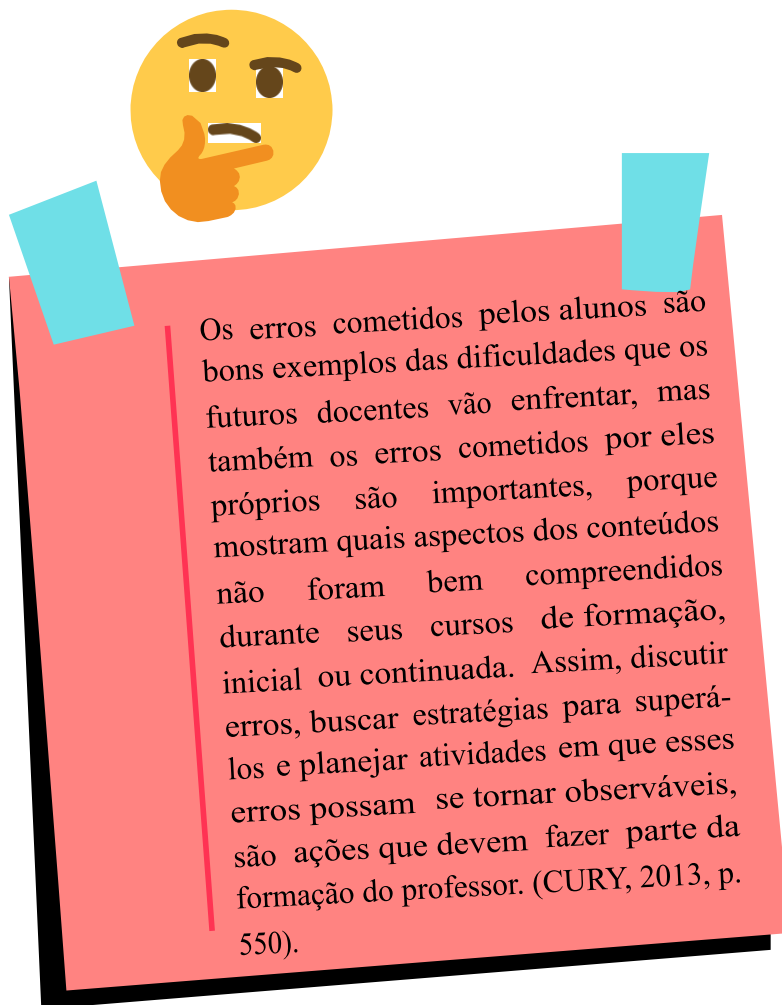 Os erros cometidos pelos alunos são
bons exemplos das dificuldades que os
futuros docentes vão enfrentar, mas
também os erros cometidos por eles
próprios são importantes, porque
mostram quais aspectos dos conteúdos
não foram bem compreendidos
durante seus cursos de formação,
inicial ou continuada. Assim, discutir
erros, buscar estratégias para superá-
los e planejar atividades em que esses
erros possam se tornar observáveis,
são ações que devem fazer parte da
formação do professor. (CURY, 2013, p.
550).